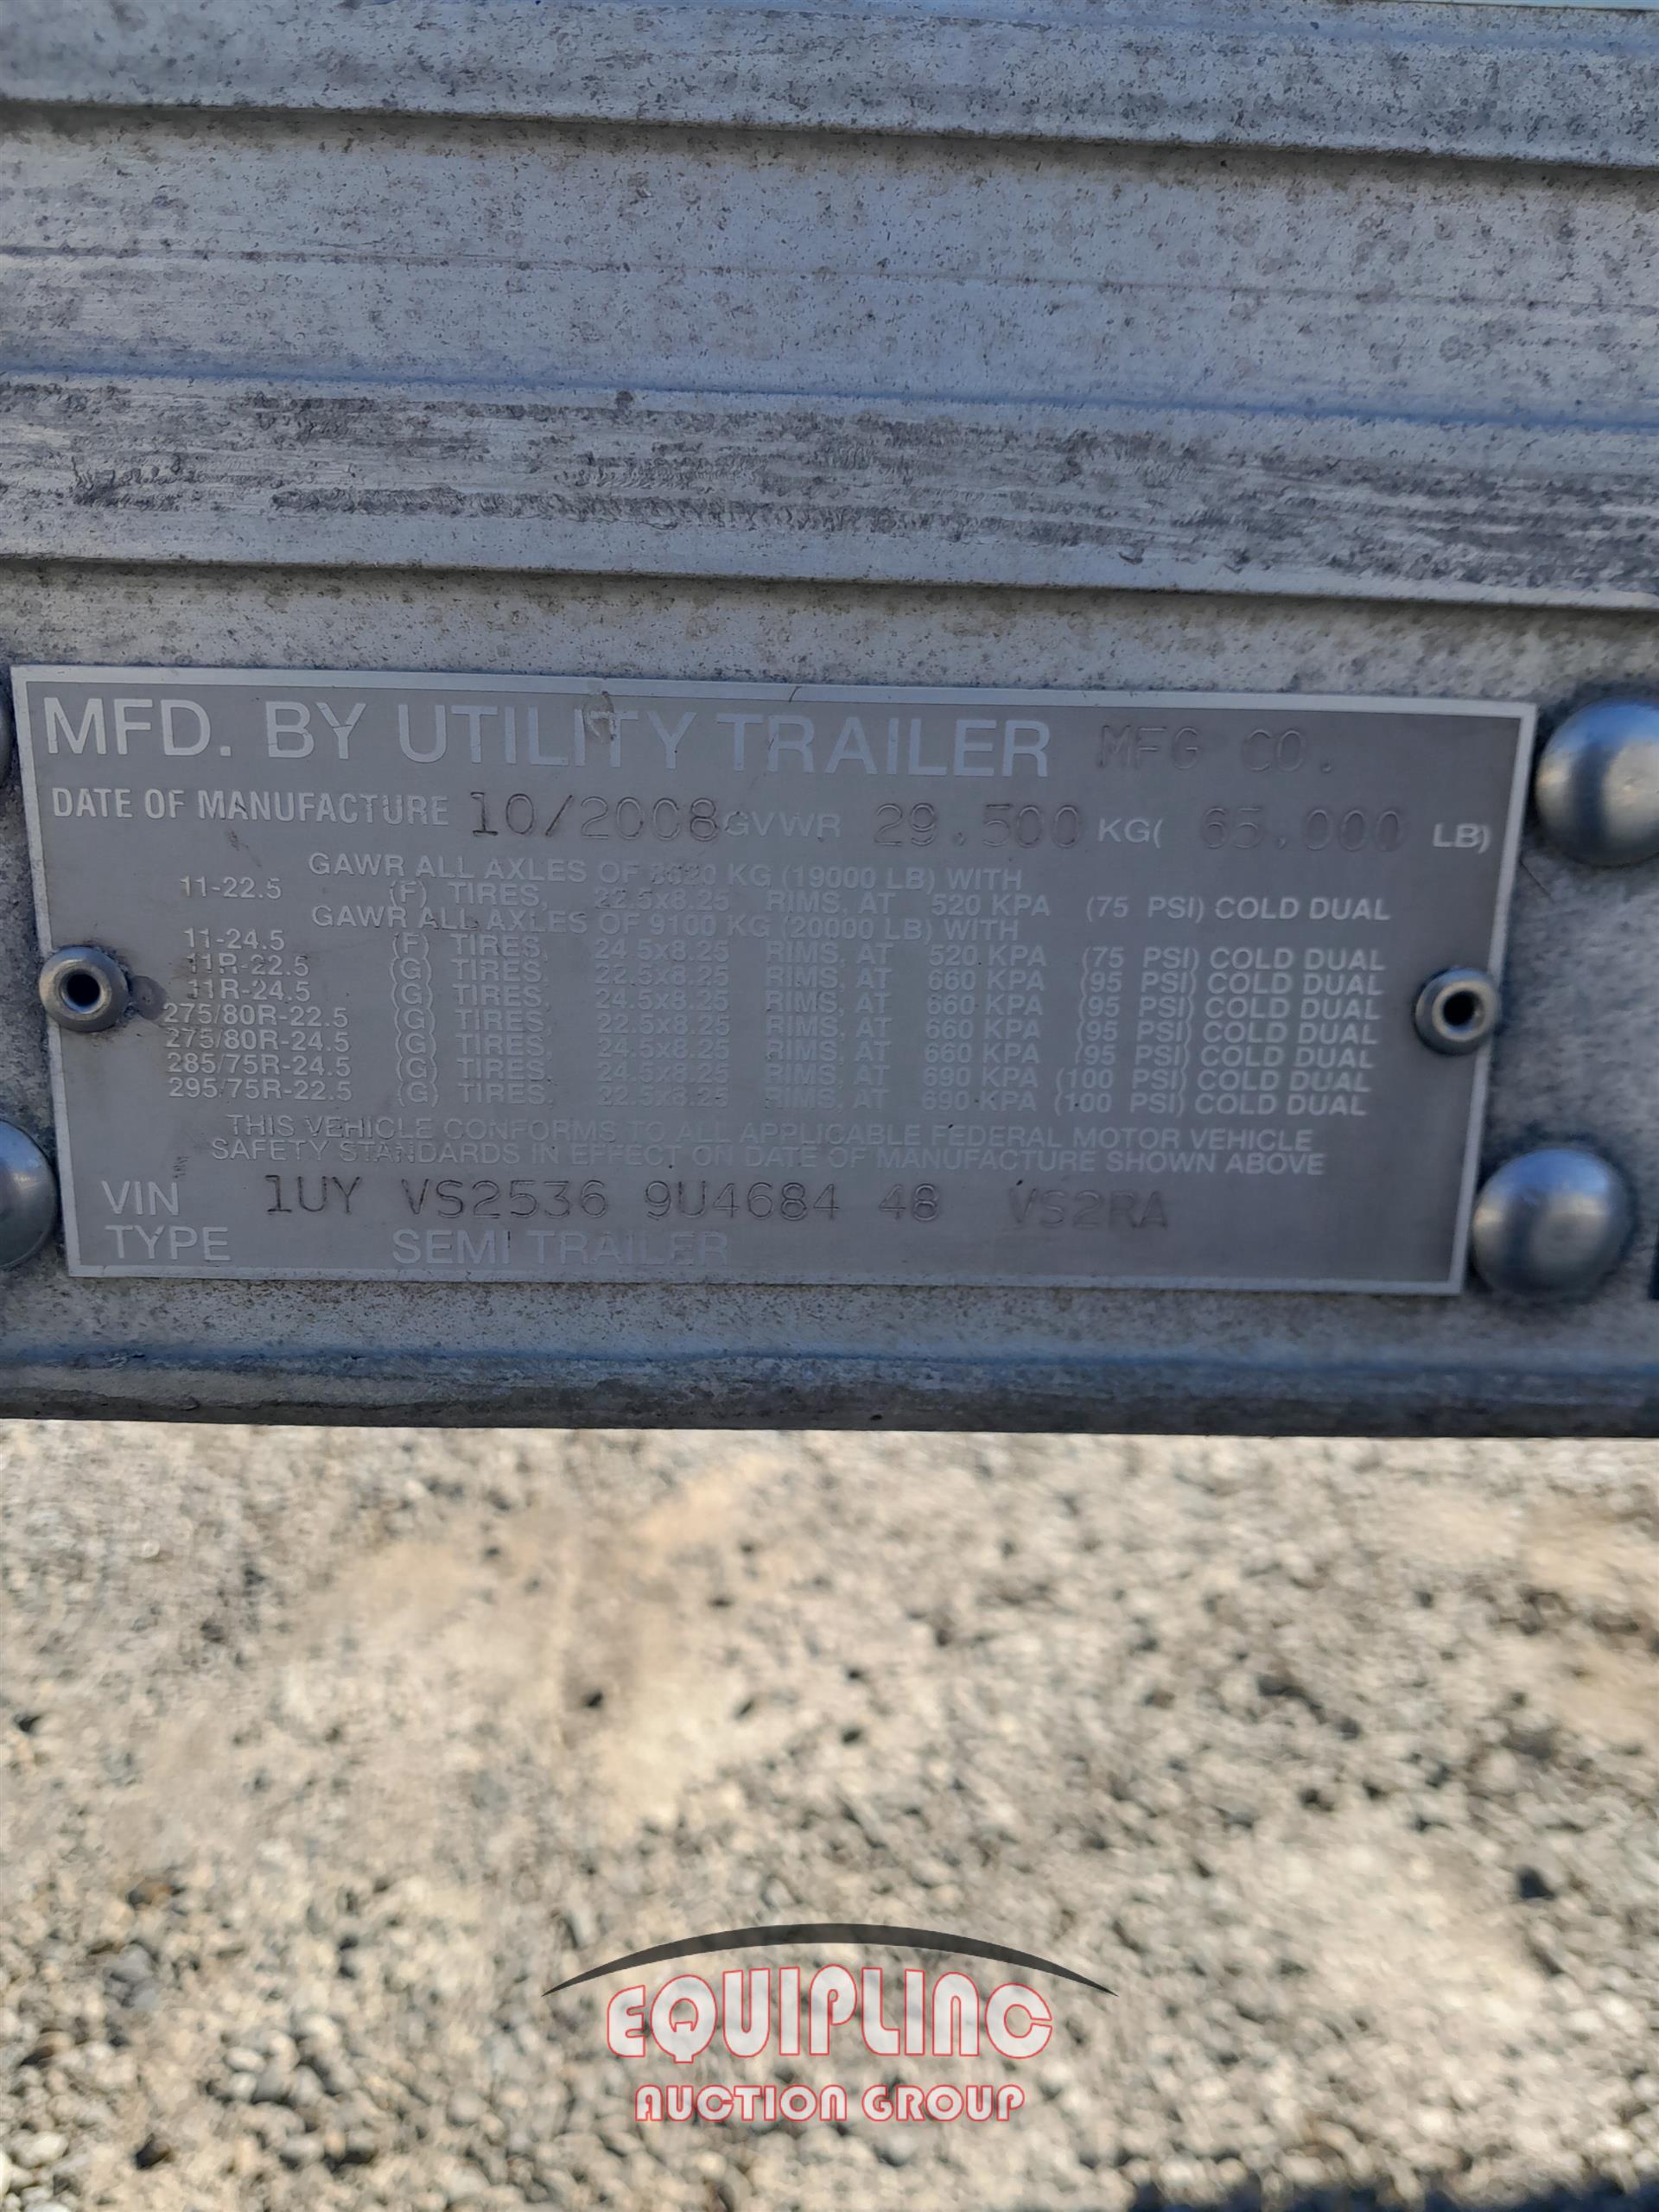 MFD. BY UTILITY TRAILER MFG CO.
DATE OF MANUFACTURE 10/2008 GVWR 29.500 KG( 65.000 LB)
GAWR ALL AXLES OF 8620 KG (19000 LB) WITH
11-22.5 (F) TIRES, 22.5x8.25 RIMS, AT 520 KPA (75 PSI) COLD DUAL
GAWR ALL AXLES OF 9100 KG (20000 LB) WITH
11-24.5 (F) TIRES, 24.5x8.25 RIMS, AT 520 KPA (75 PSI) COLD DUAL
11R-22.5 (G) TIRES, 22.5x8.25 RIMS, AT 660 KPA (95 PSI) COLD DUAL
11R-24.5 (G) TIRES, 24.5x8.25 RIMS, AT 660 KPA (95 PSI) COLD DUAL
275/80R-22.5 (G) TIRES, 22.5x8.25 RIMS, AT 660 KPA (95 PSI) COLD DUAL
275/80R-24.5 (G) TIRES, 24.5x8.25 RIMS, AT 660 KPA (95 PSI) COLD DUAL
285/75R-24.5 (G) TIRES, 24.5x8.25 RIMS, AT 690 KPA (100 PSI) COLD DUAL
295/75R-22.5 (G) TIRES, 22.5x8.25 RIMS, AT 690 KPA (100 PSI) COLD DUAL
THIS VEHICLE CONFORMS TO ALL APPLICABLE FEDERAL MOTOR VEHICLE
SAFETY STANDARDS IN EFFECT ON DATE OF MANUFACTURE SHOWN ABOVE
VIN 1UY VS2536 9U4684 48 VS2RA
TYPE SEMI TRAILER
EQUIPLINC
AUCTION GROUP